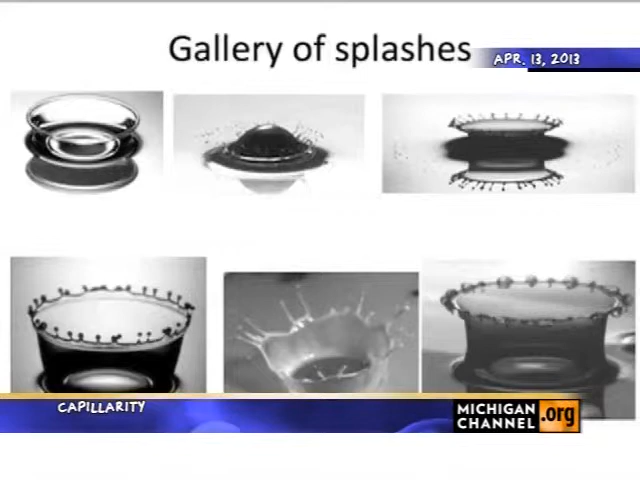 Gallery of splashes
APR. 13, 2013
CAPILLARITY
MICHIGAN
CHANNEL .org